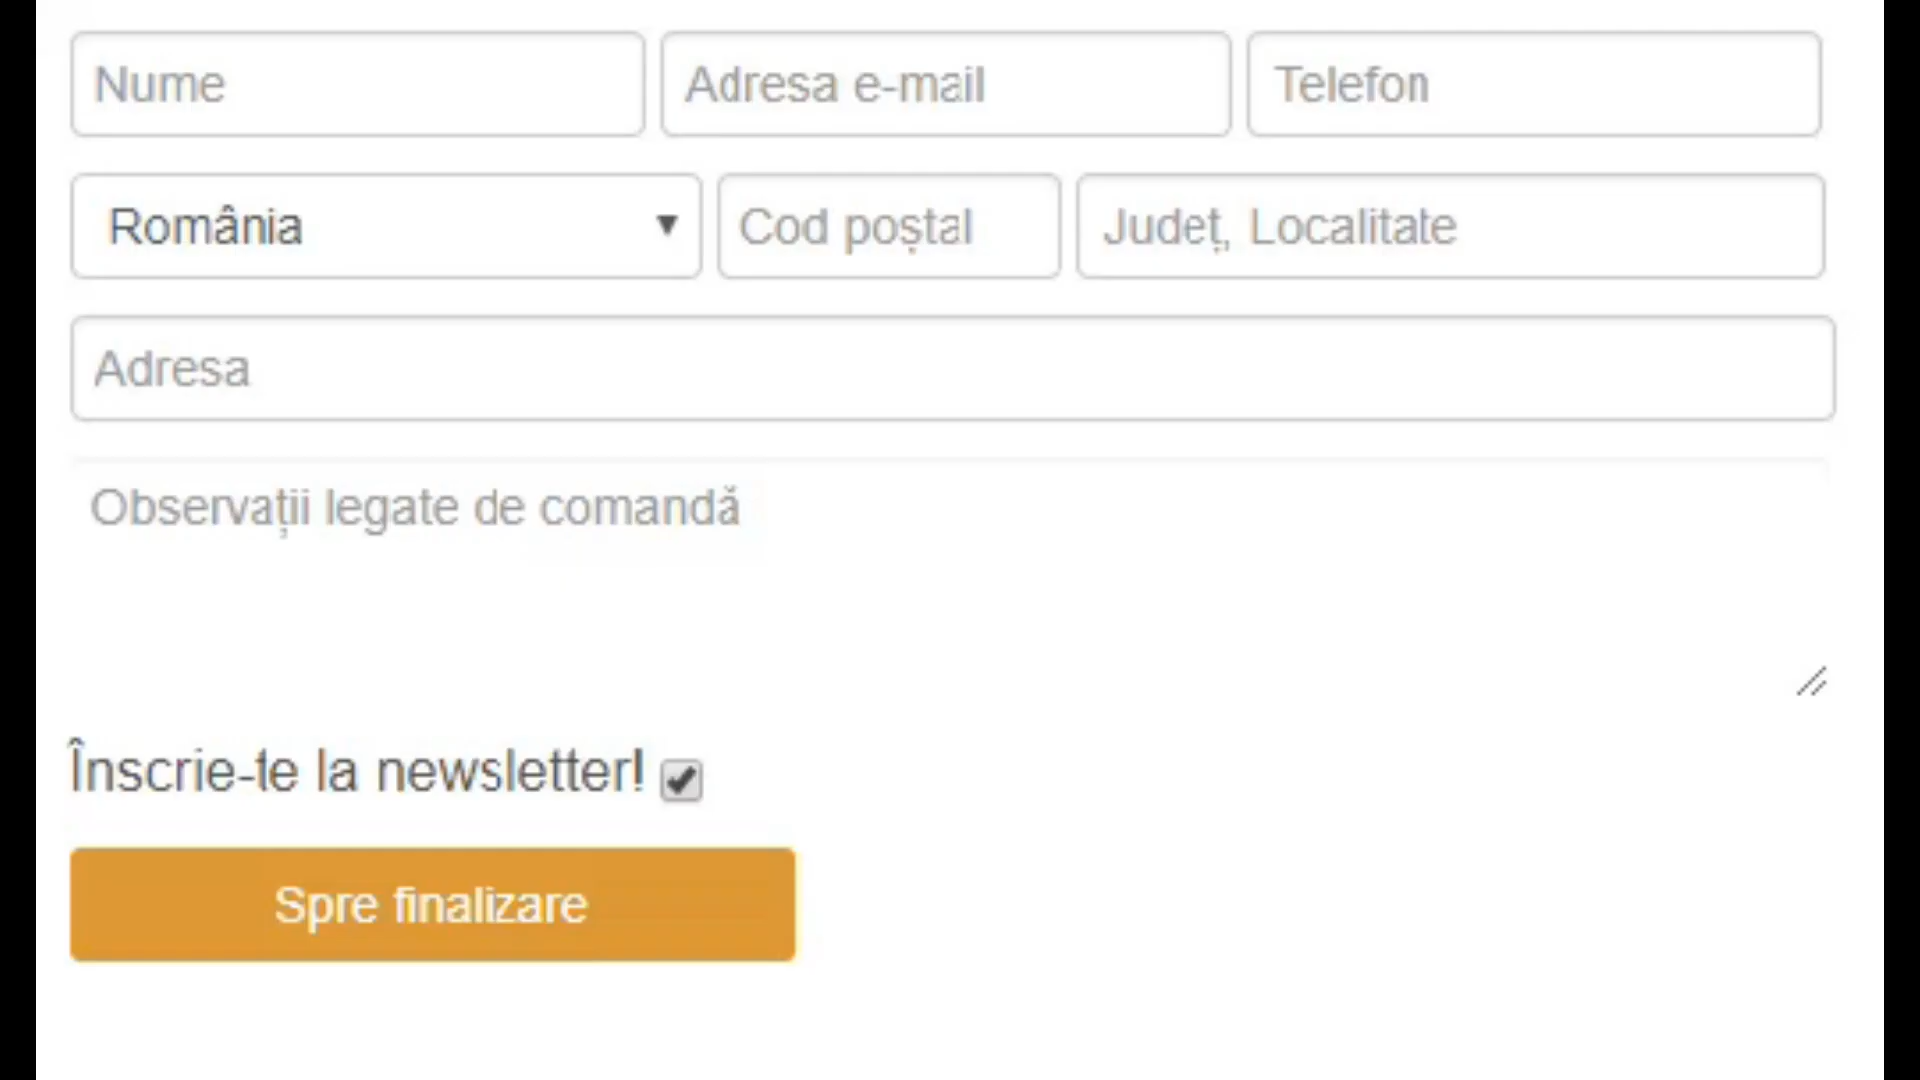 Nume Adresa e-mail Telefon
România Cod poștal Județ, Localitate
Adresa
Observații legate de comandă
Înscrie-te la newsletter!
Spre finalizare